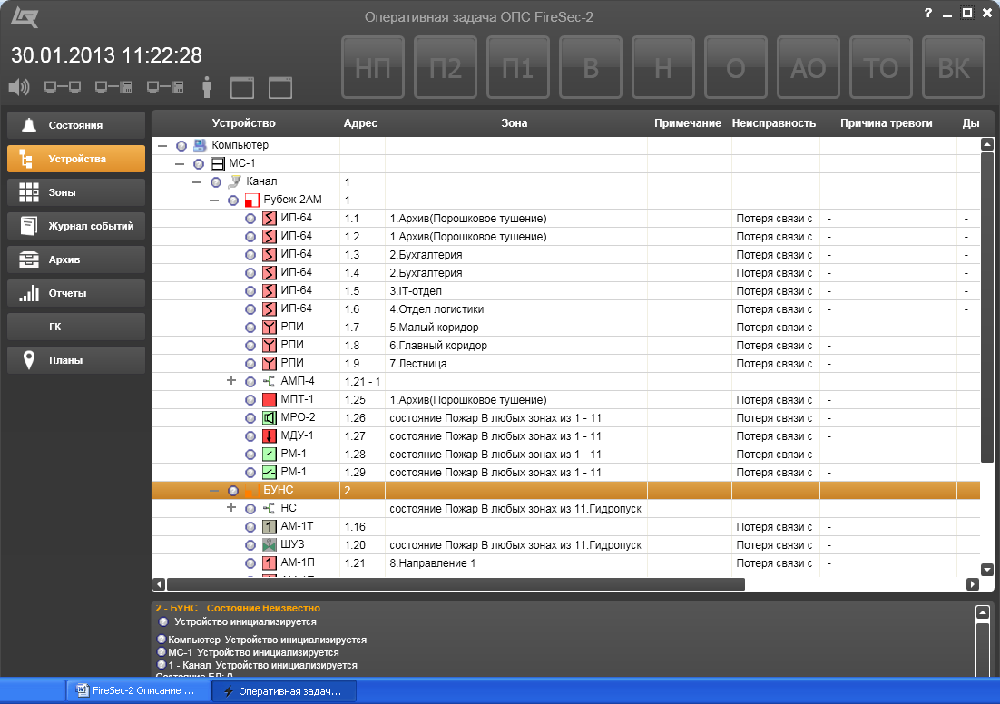 Оперативная задача ОПС FireSec-2
?
30.01.2013 11:22:28
НП П2 П1 В Н О АО ТО ВК
Состояния
Устройства
Зоны
Журнал событий
Архив
Отчеты
ГК
Планы
Устройство Адрес Зона Примечание Неисправность Причина тревоги Ды
Компьютер
МС-1
Канал 1
Рубеж-2АМ 1
ИП-64 1.1 1.Архив(Порошковое тушение) Потеря связи с - -
ИП-64 1.2 1.Архив(Порошковое тушение) Потеря связи с - -
ИП-64 1.3 2.Бухгалтерия Потеря связи с - -
ИП-64 1.4 2.Бухгалтерия Потеря связи с - -
ИП-64 1.5 3.IT-отдел Потеря связи с - -
ИП-64 1.6 4.Отдел логистики Потеря связи с - -
РПИ 1.7 5.Малый коридор Потеря связи с -
РПИ 1.8 6.Главный коридор Потеря связи с -
РПИ 1.9 7.Лестница Потеря связи с -
АМП-4 1.21 - 1
МПТ-1 1.25 1.Архив(Порошковое тушение) Потеря связи с -
МРО-2 1.26 состояние Пожар В любых зонах из 1 - 11 Потеря связи с -
МДУ-1 1.27 состояние Пожар В любых зонах из 1 - 11 Потеря связи с -
РМ-1 1.28 состояние Пожар В любых зонах из 1 - 11 Потеря связи с -
РМ-1 1.29 состояние Пожар В любых зонах из 1 - 11 Потеря связи с -
БУНС 2
НС состояние Пожар В любых зонах из 11.Гидропуск
1 АМ-1Т 1.16 Потеря связи с -
ШУЗ 1.20 состояние Пожар В любых зонах из 11.Гидропуск Потеря связи с -
1 АМ-1П 1.21 8.Направление 1 Потеря связи с -
2 - БУНС Состояние Неизвестно
Устройство инициализируется
Компьютер Устройство инициализируется
МС-1 Устройство инициализируется
1 - Канал Устройство инициализируется
Состояние БД: 0
FireSec-2 Описание ... Оперативная задач...